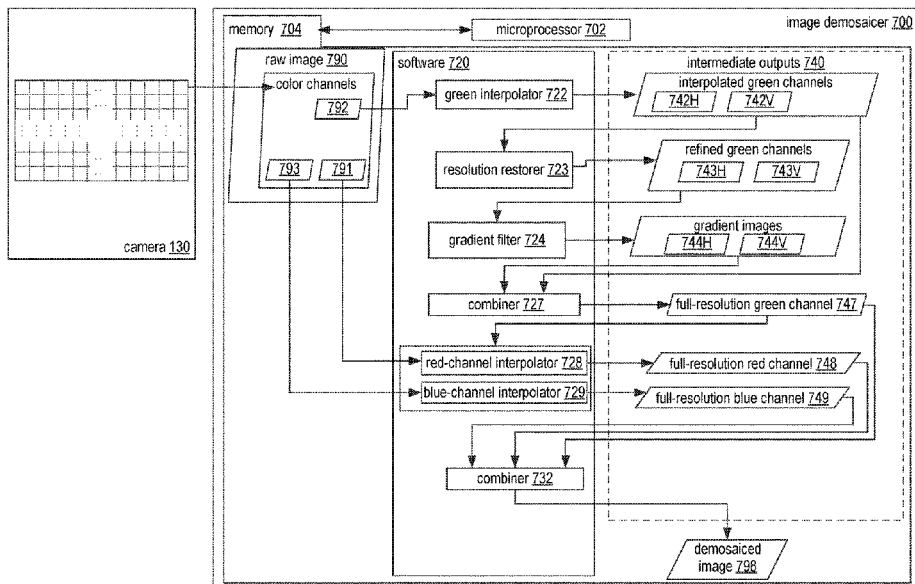 image demosaicer 700
memory 704
microprocessor 702
raw image 790
color channels
792
793
791
camera 130
software 720
green interpolator 722
resolution restorer 723
gradient filter 724
combiner 727
red-channel interpolator 728
blue-channel interpolator 729
combiner 732
intermediate outputs 740
interpolated green channels
742H 742V
refined green channels
743H 743V
gradient images
744H 744V
full-resolution green channel 747
full-resolution red channel 748
full-resolution blue channel 749
demosaiced
image 798